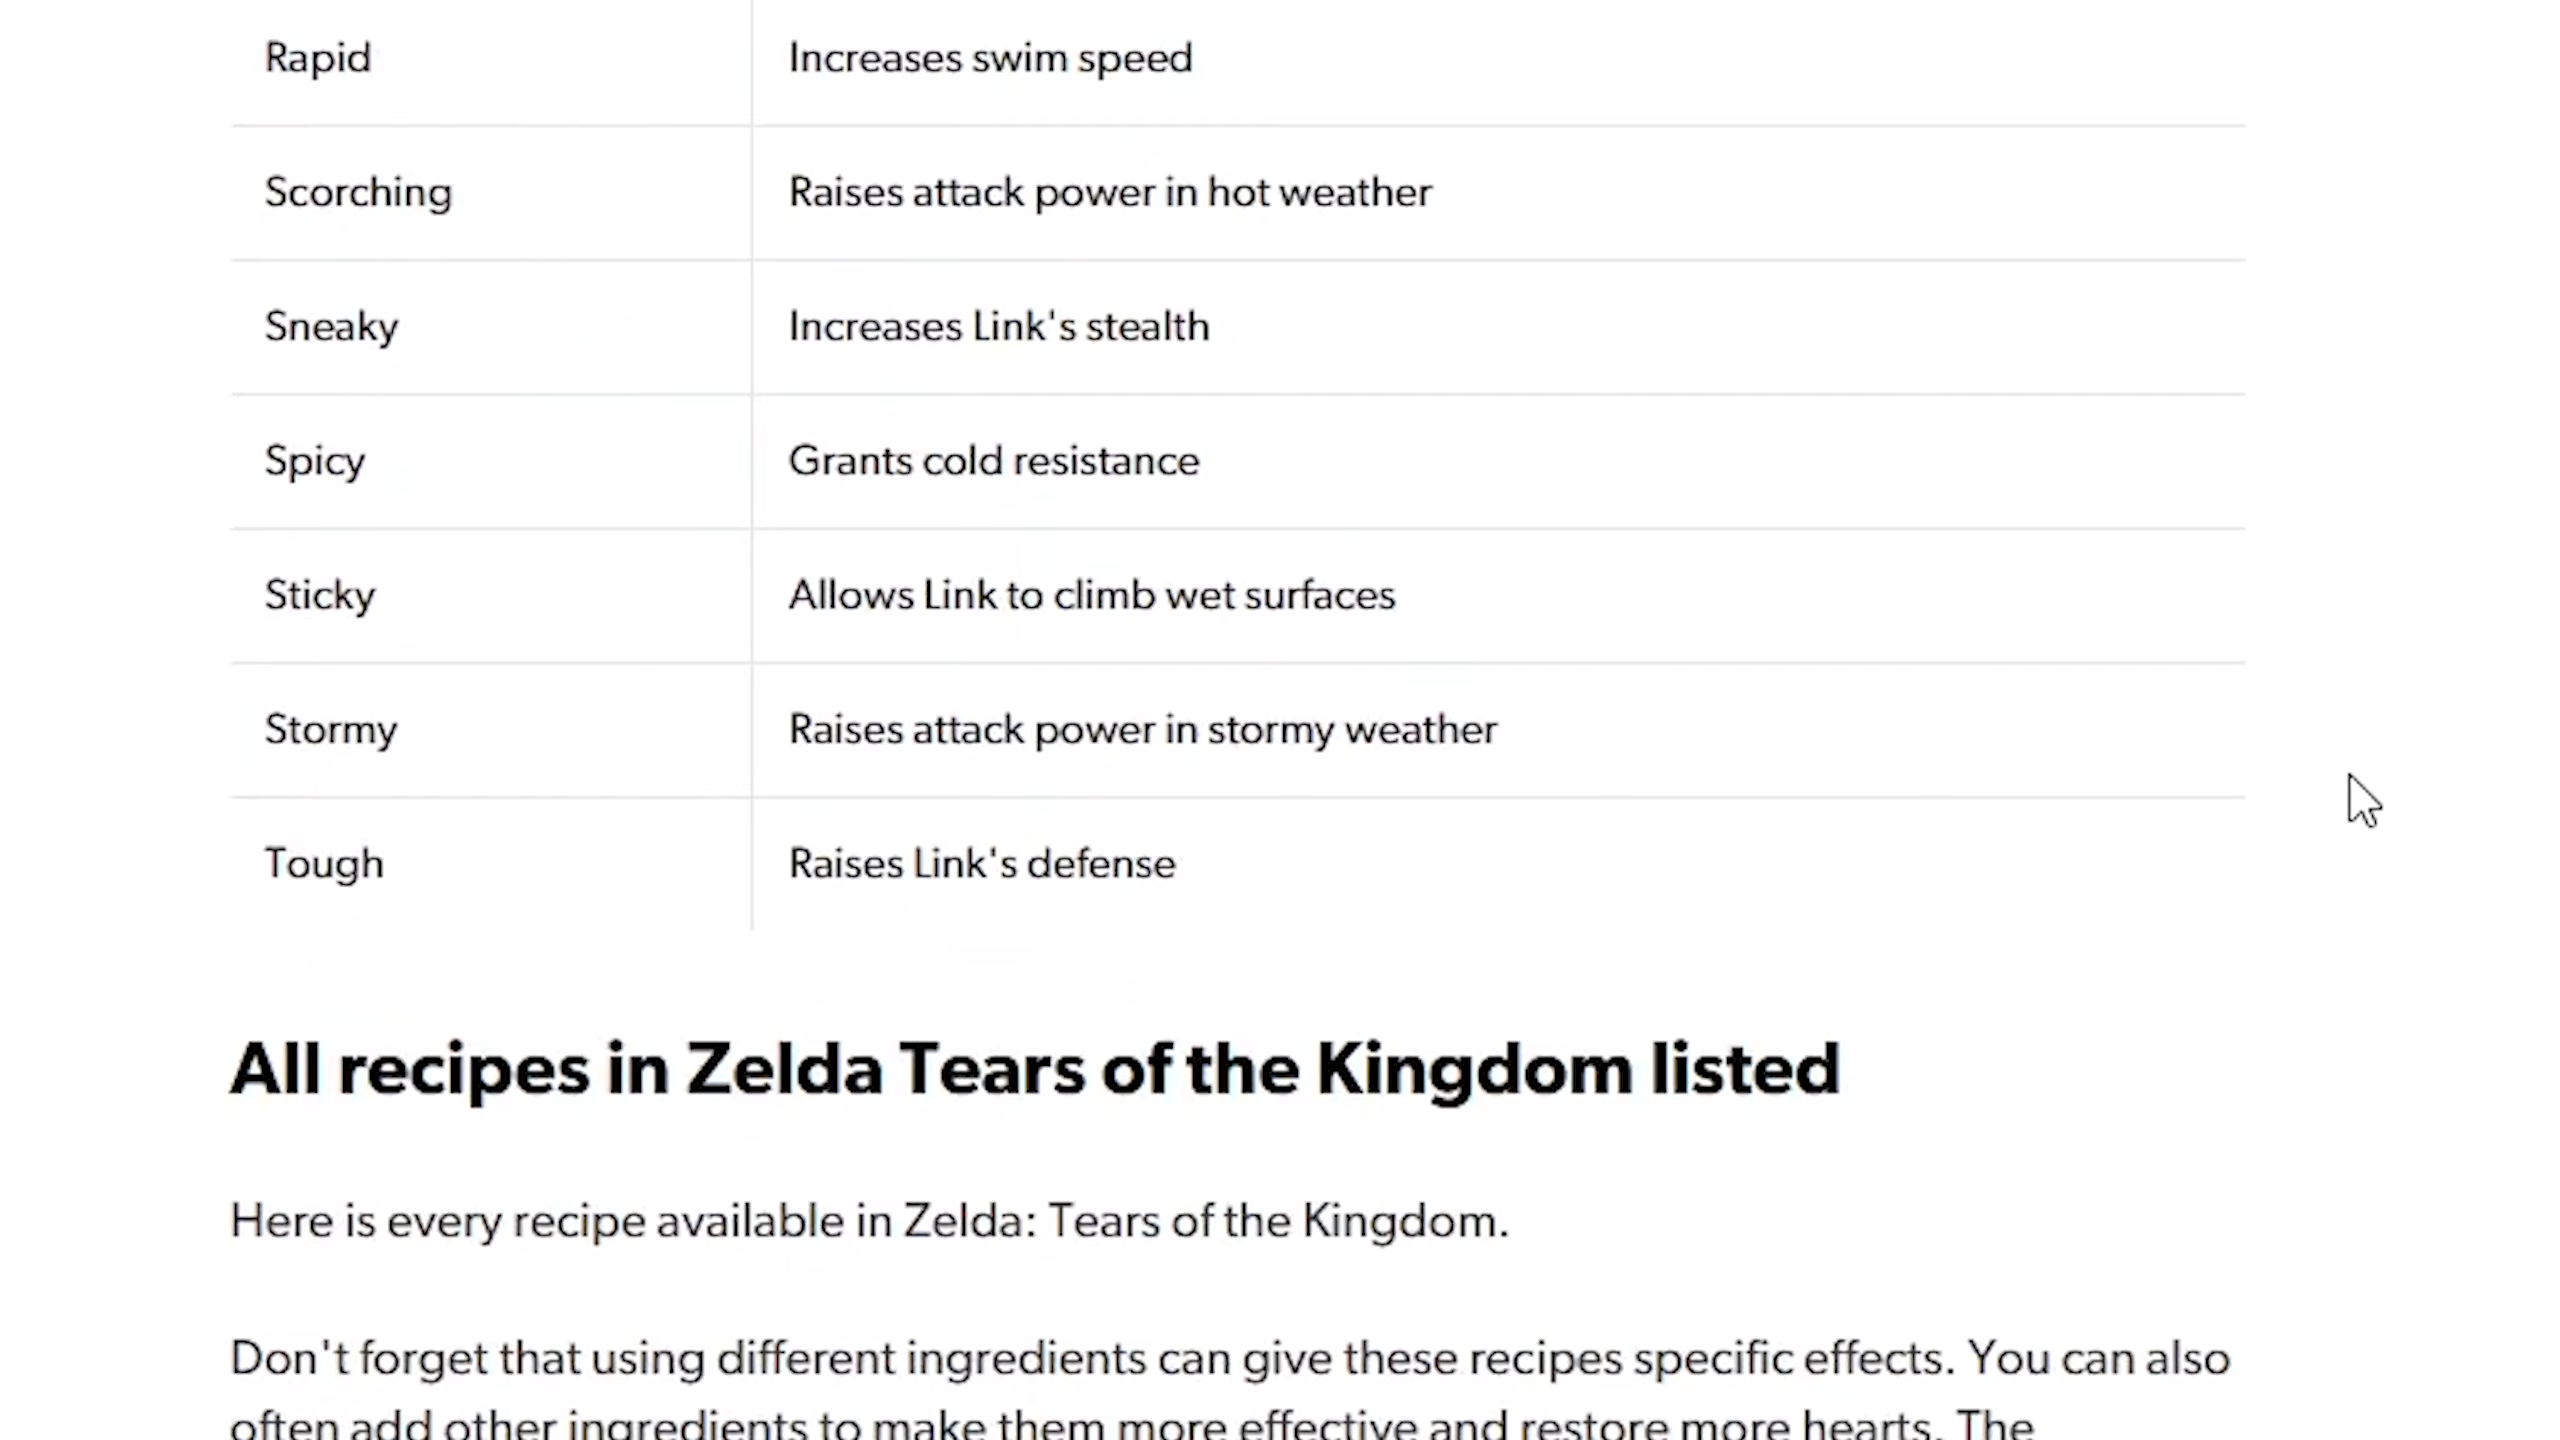 Rapid Increases swim speed
Scorching Raises attack power in hot weather
Sneaky Increases Link's stealth
Spicy Grants cold resistance
Sticky Allows Link to climb wet surfaces
Stormy Raises attack power in stormy weather
Tough Raises Link's defense
All recipes in Zelda Tears of the Kingdom listed
Here is every recipe available in Zelda: Tears of the Kingdom.
Don't forget that using different ingredients can give these recipes specific effects. You can also
often add other ingredients to make them more effective and restore more hearts. The